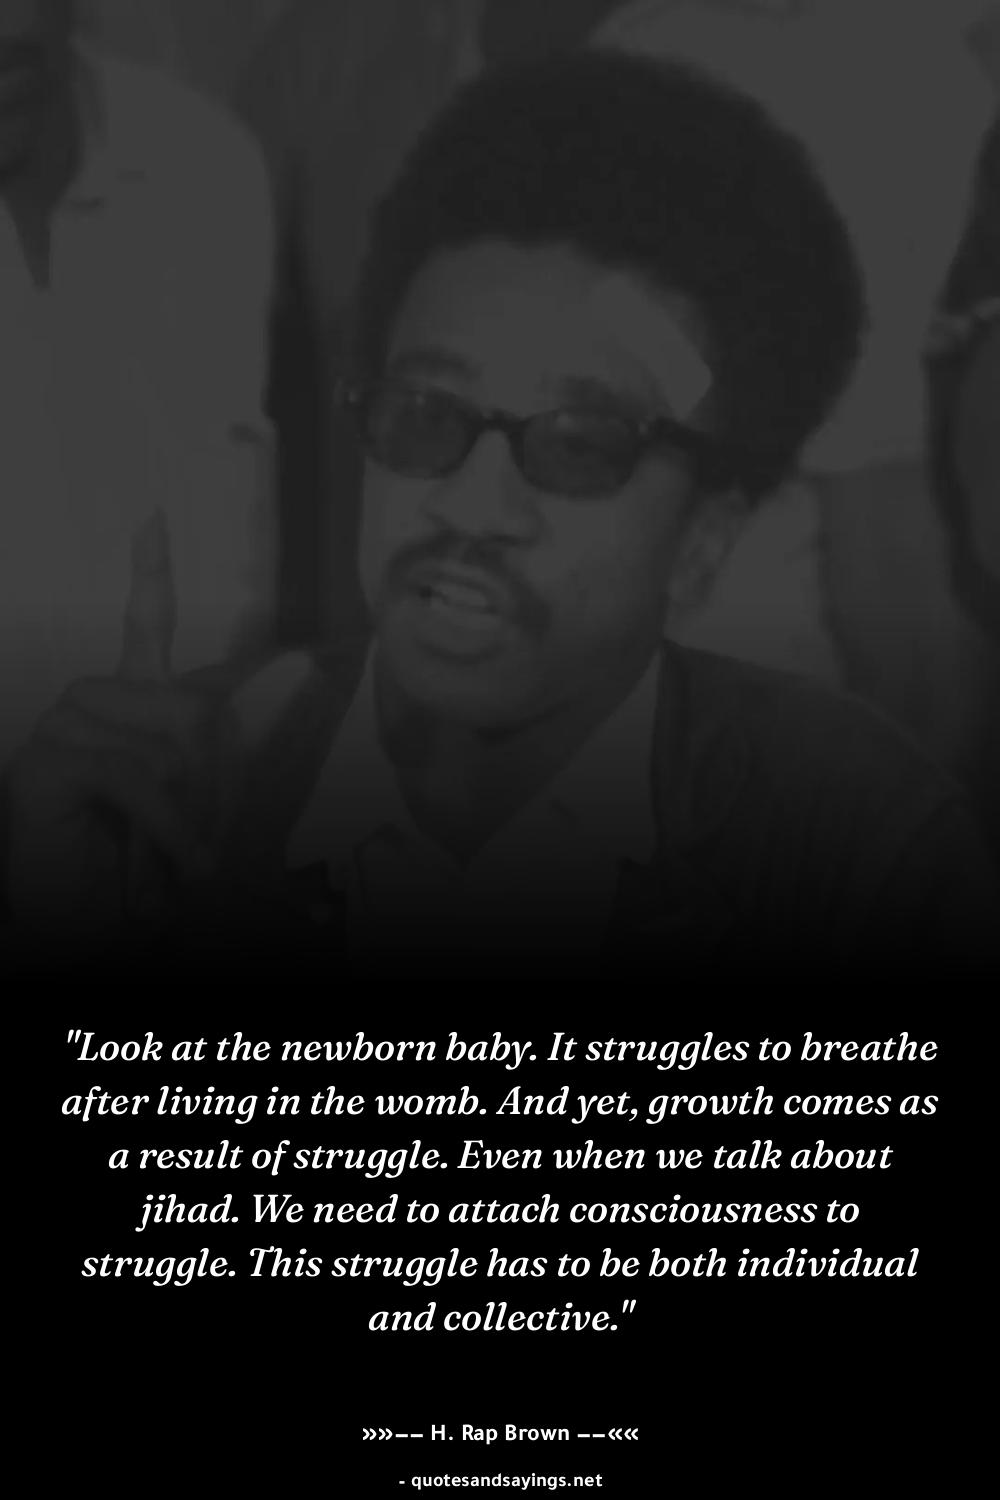 "Look at the newborn baby. It struggles to breathe
after living in the womb. And yet, growth comes as
a result of struggle. Even when we talk about
jihad. We need to attach consciousness to
struggle. This struggle has to be both individual
and collective."
»»−− H. Rap Brown −−««
- quotesandsayings.net